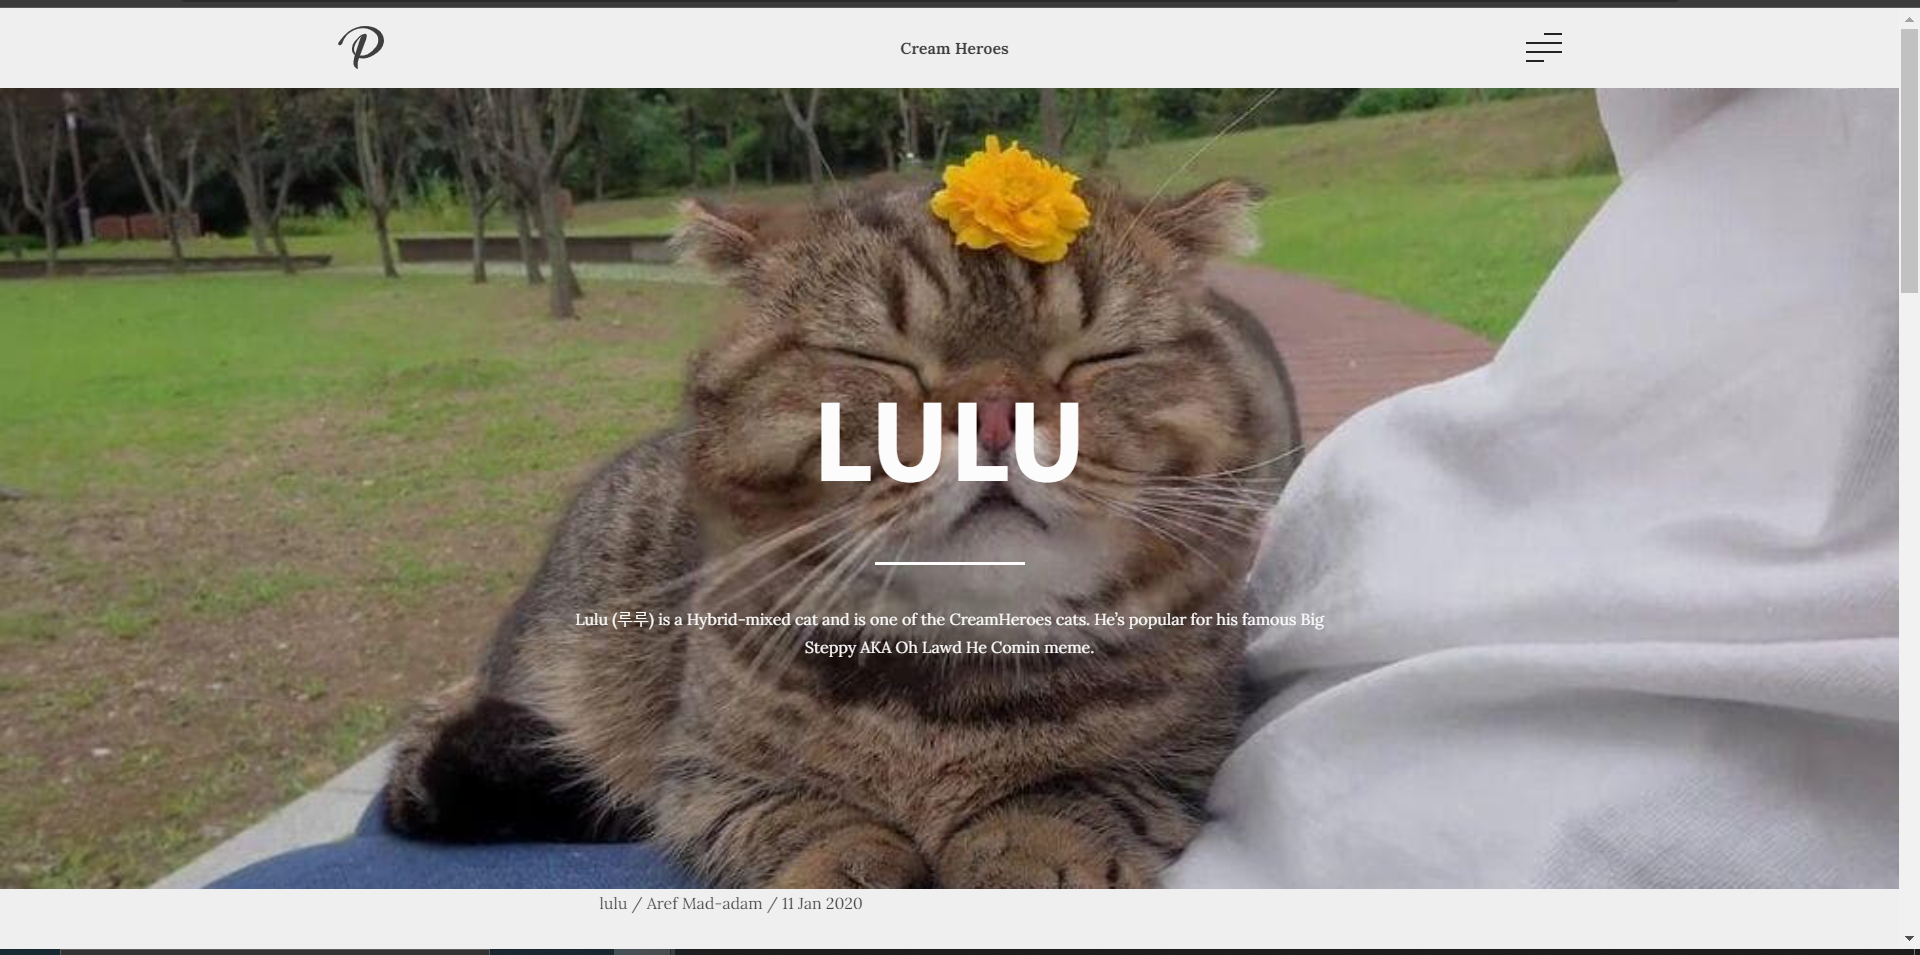 P
Cream Heroes
LULU
Lulu (루루) is a Hybrid-mixed cat and is one of the CreamHeroes cats. He's popular for his famous Big
Steppy AKA Oh Lawd He Comin meme.
lulu / Aref Mad-adam / 11 Jan 2020